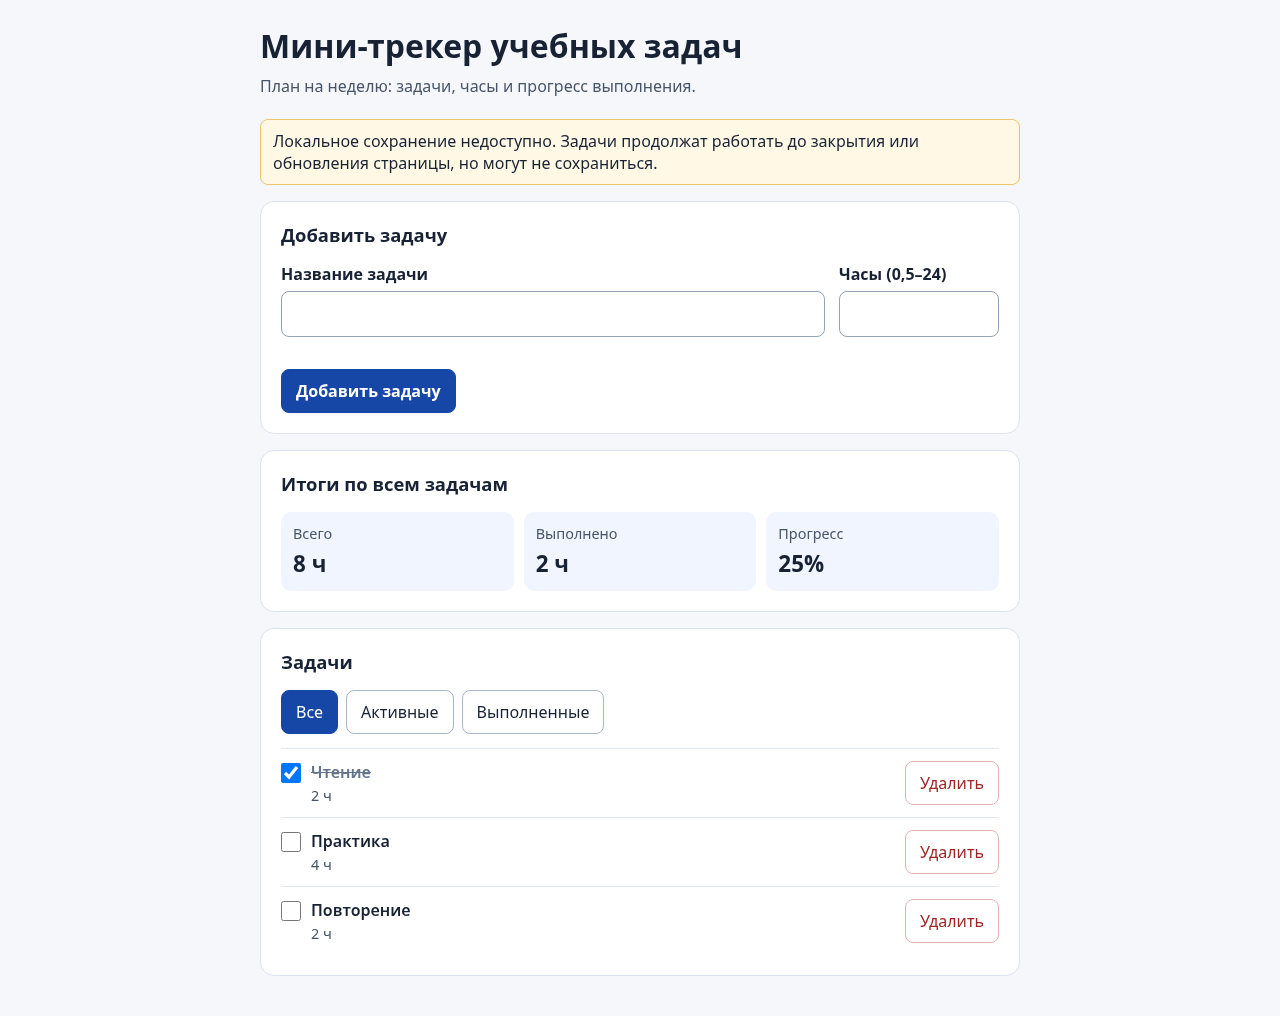 Мини-трекер учебных задач
План на неделю: задачи, часы и прогресс выполнения.
Локальное сохранение недоступно. Задачи продолжат работать до закрытия или
обновления страницы, но могут не сохраниться.
Добавить задачу
Название задачи
Часы (0,5–24)
Добавить задачу
Итоги по всем задачам
Всего
8 ч
Выполнено
2 ч
Прогресс
25%
Задачи
Все
Активные
Выполненные
Чтение
2 ч
Удалить
Практика
4 ч
Удалить
Повторение
2 ч
Удалить